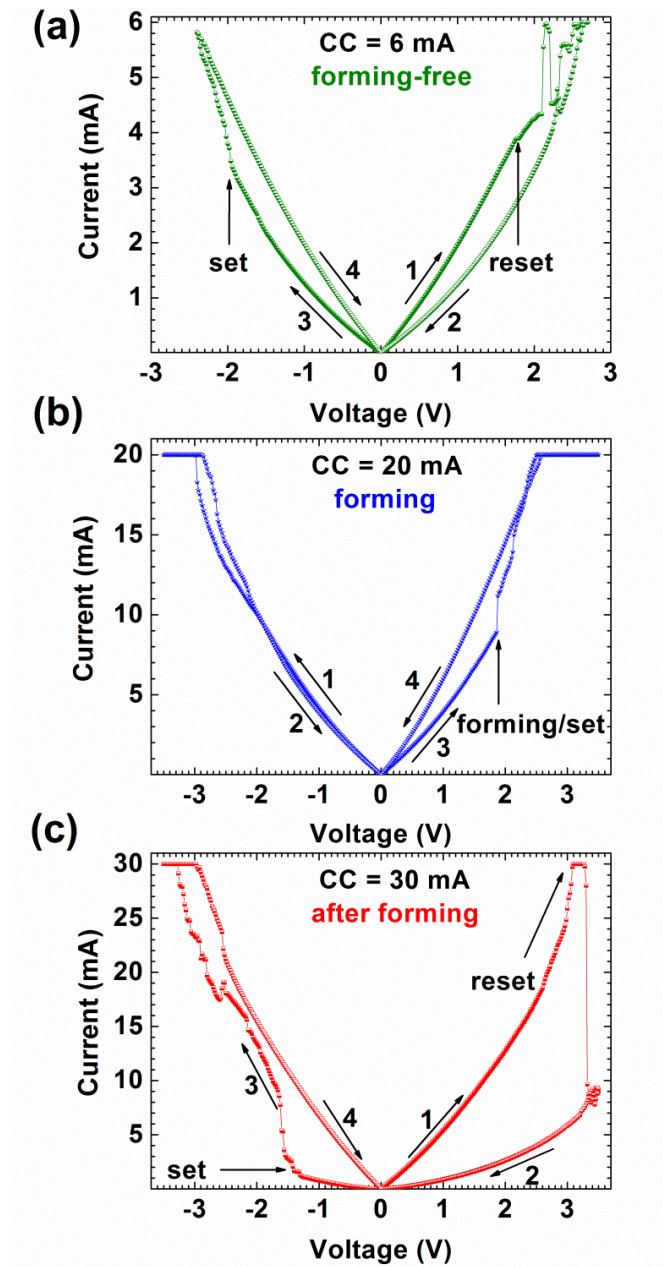 (a)
CC = 6 mA
forming-free
6
5
4
3
2
1
Current (mA)
set
reset
4
1
3
2
-3 -2 -1 0 1 2 3
Voltage (V)
(b)
CC = 20 mA
forming
20
15
10
5
Current (mA)
1
2
4
3
forming/set
-3 -2 -1 0 1 2 3
Voltage (V)
(c)
CC = 30 mA
after forming
30
25
20
15
10
5
Current (mA)
reset
3
4
1
2
set
-3 -2 -1 0 1 2 3
Voltage (V)